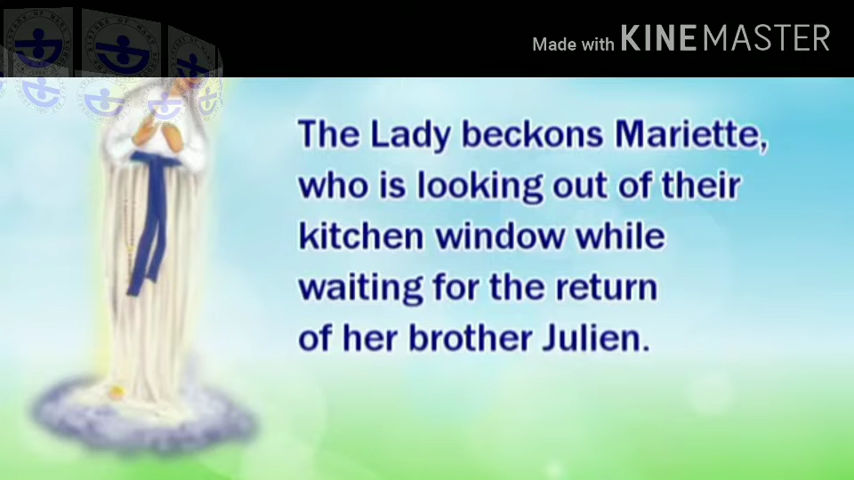 Made with KINEMASTER
The Lady beckons Mariette,
who is looking out of their
kitchen window while
waiting for the return
of her brother Julien.